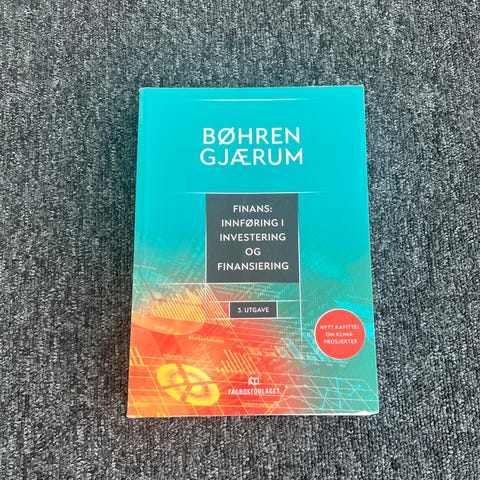 BØHREN
GJÆRUM
FINANS:
INNFØRING I
INVESTERING
OG
FINANSIERING
3. UTGAVE
NYTT KAPITTEL
OM KLIMA-
PROSJEKTER
FAGBOKFORLAGET